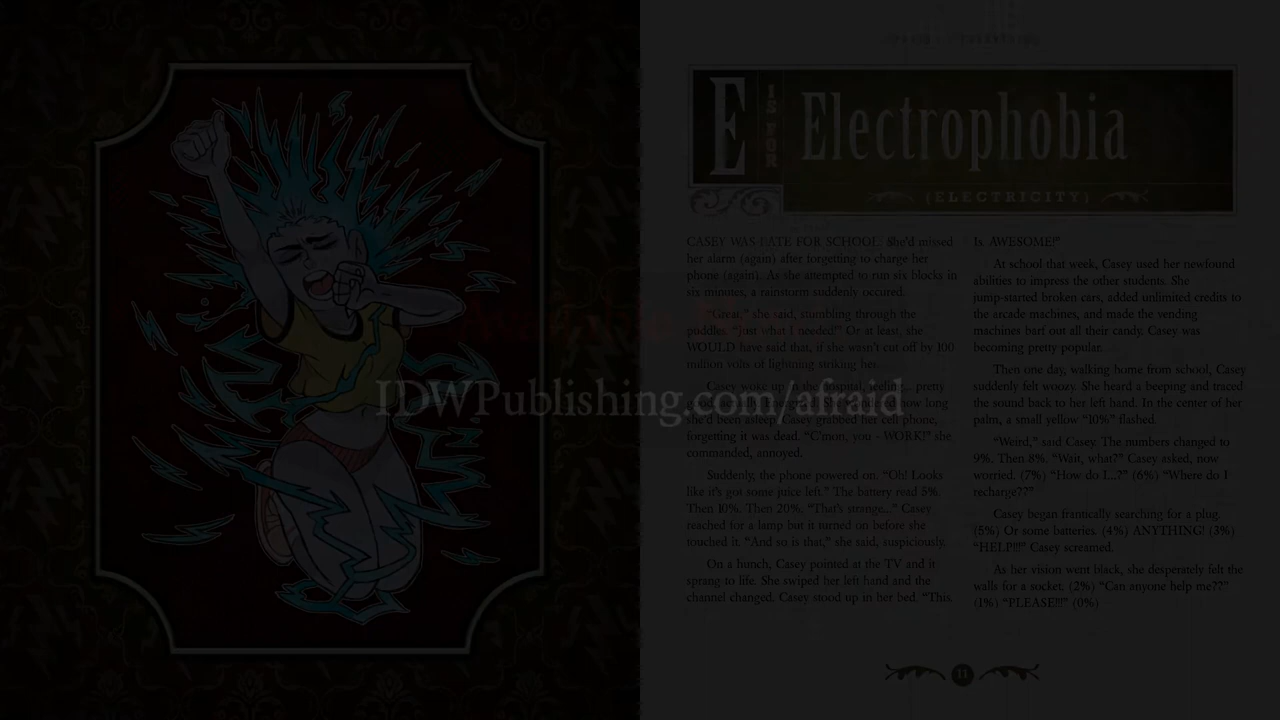 E
IS FOR
Electrophobia
(ELECTRICITY)
CASEY WAS LATE FOR SCHOOL. She'd missed
her alarm (again) after forgetting to charge her
phone (again). As she attempted to run six blocks in
six minutes, a rainstorm suddenly occured.
"Great," she said, stumbling through the
puddles. "Just what I needed!" Or at least, she
WOULD have said that, if she wasn't cut off by 100
million volts of lightning striking her.
Casey woke up in the hospital, feeling... pretty
how long
she'd been asleep, Casey grabbed her cell phone,
forgetting it was dead. "C'mon, you - WORK!" she
commanded, annoyed.
Suddenly, the phone powered on. "Oh! Looks
like it's got some juice left." The battery read 5%.
Then 10%. Then 20%. "That's strange..." Casey
reached for a lamp but it turned on before she
touched it. "And so is that," she said, suspiciously.
On a hunch, Casey pointed at the TV and it
sprang to life. She swiped her left hand and the
channel changed. Casey stood up in her bed. "This.
Is. AWESOME!"
At school that week, Casey used her newfound
abilities to impress the other students. She
jump-started broken cars, added unlimited credits to
the arcade machines, and made the vending
machines barf out all their candy. Casey was
becoming pretty popular.
Then one day, walking home from school, Casey
suddenly felt woozy. She heard a beeping and traced
the sound back to her left hand. In the center of her
palm, a small yellow "10%" flashed.
"Weird," said Casey. The numbers changed to
9%. Then 8%. "Wait, what?" Casey asked, now
worried. (7%) "How do I...?" (6%) "Where do I
recharge??"
Casey began frantically searching for a plug.
(5%) Or some batteries. (4%) ANYTHING! (3%)
"HELP!!!" Casey screamed.
As her vision went black, she desperately felt the
walls for a socket. (2%) "Can anyone help me??"
(1%) "PLEASE!!!" (0%)
11
IDWPublishing.com/afraid